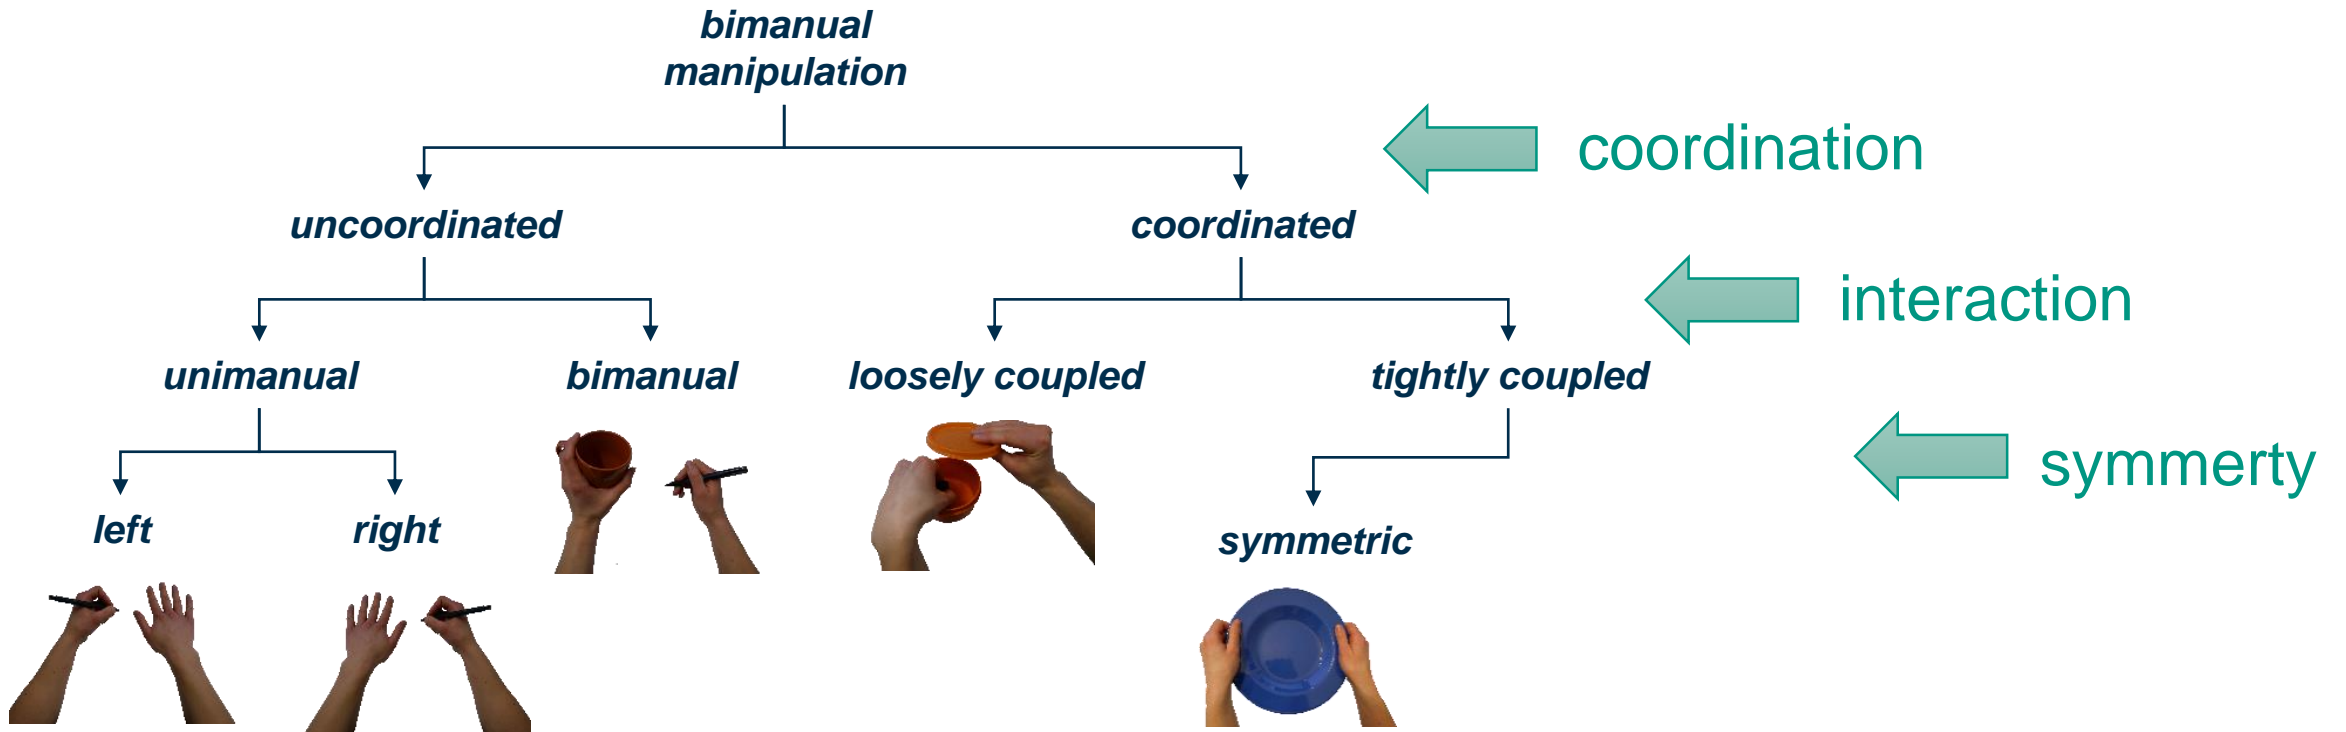 bimanual
manipulation
coordination
uncoordinated
coordinated
interaction
unimanual
bimanual
loosely coupled
tightly coupled
symmerty
left
right
symmetric